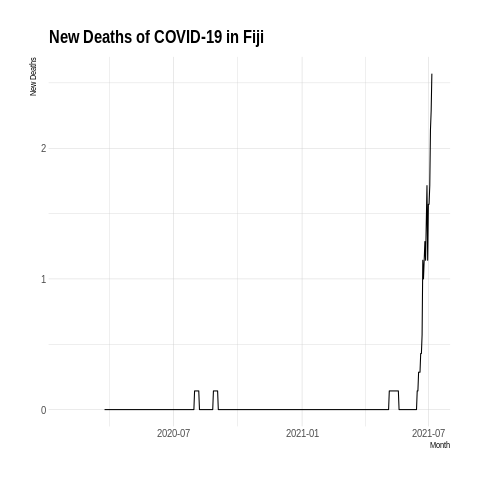 New Deaths of COVID-19 in Fiji
New Deaths
2
1
0
2020-07
2021-01
2021-07
Month